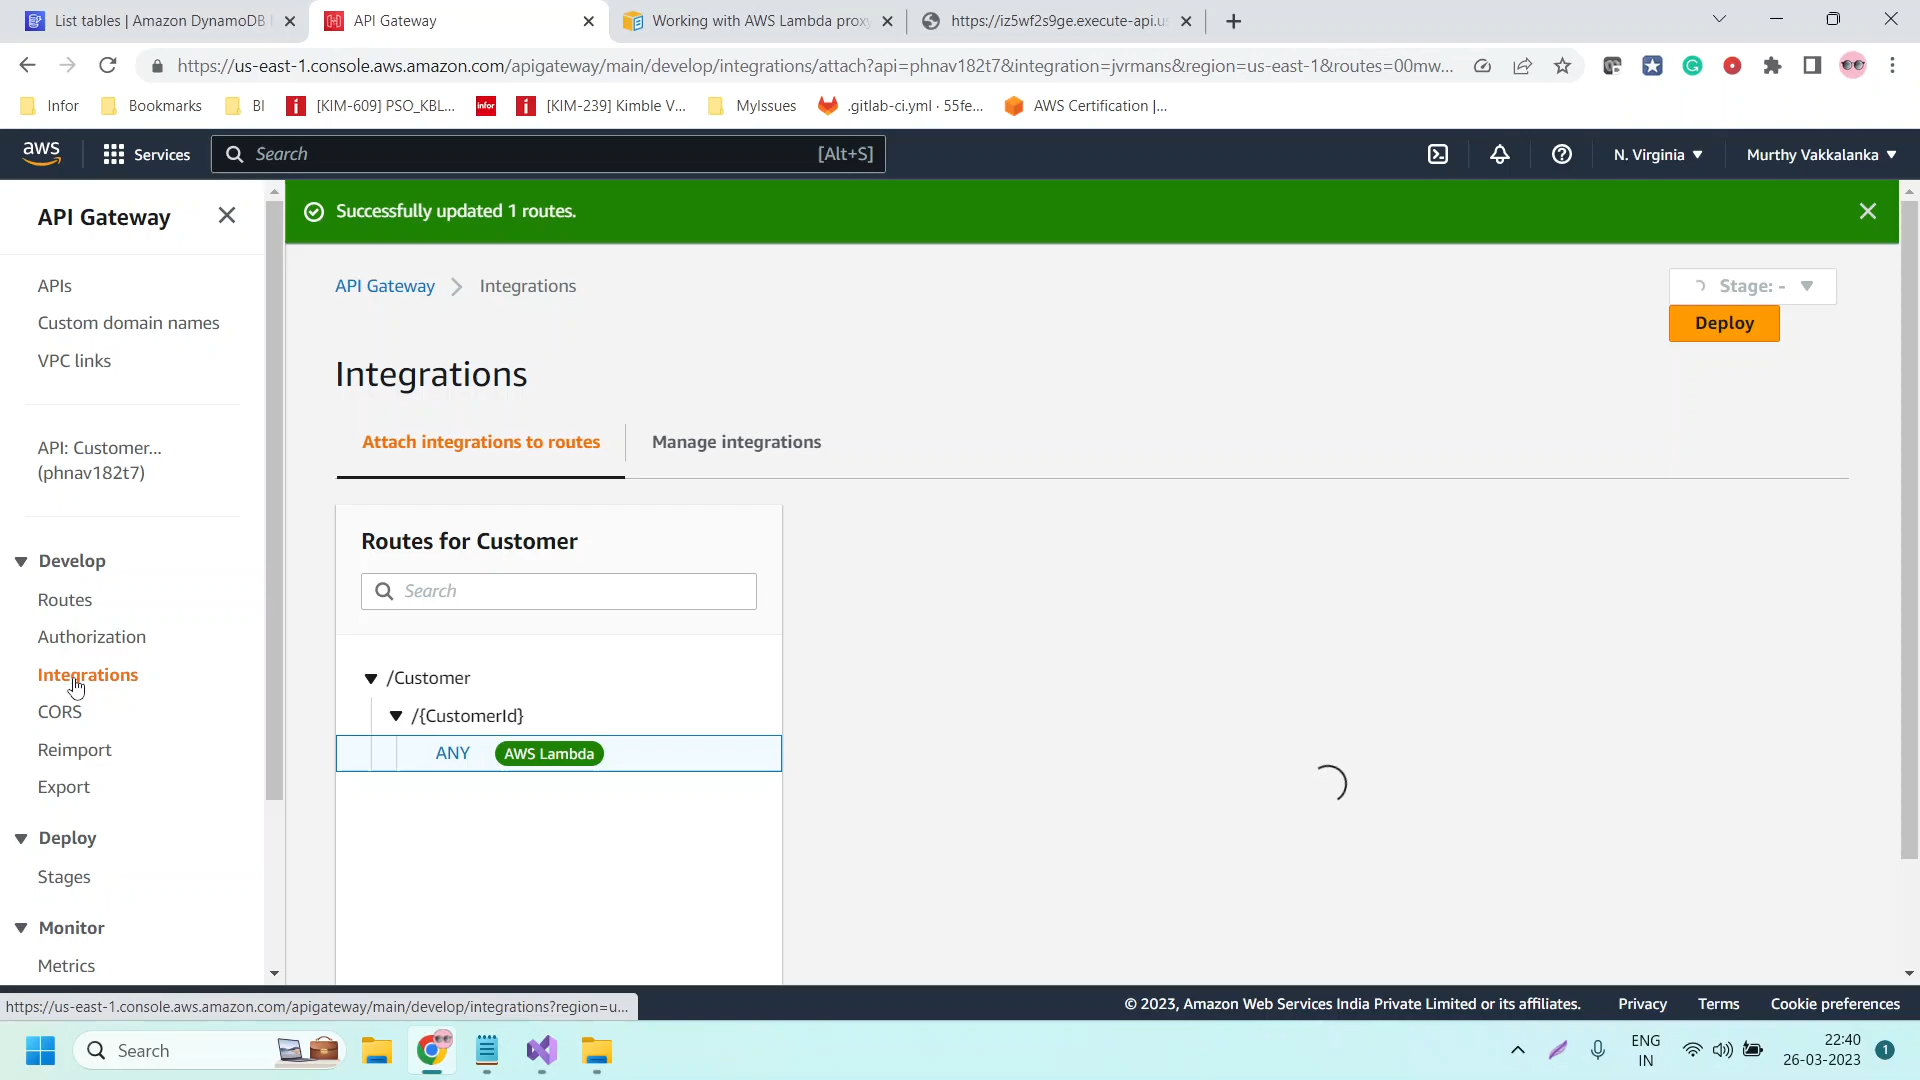 List tables | Amazon DynamoDB
API Gateway
Working with AWS Lambda proxy
https://iz5wf2s9ge.execute-api.us
https://us-east-1.console.aws.amazon.com/apigateway/main/develop/integrations/attach?api=phnav182t7&integration=jvrmans&region=us-east-1&routes=00mw...
Infor
Bookmarks
BI
[KIM-609] PSO_KBL...
infor
[KIM-239] Kimble V...
MyIssues
.gitlab-ci.yml · 55fe...
AWS Certification |...
aws
Services
Search
[Alt+S]
N. Virginia
Murthy Vakkalanka
API Gateway
Successfully updated 1 routes.
APIs
Custom domain names
VPC links
API: Customer...
(phnav182t7)
Develop
Routes
Authorization
Integrations
CORS
Reimport
Export
Deploy
Stages
Monitor
Metrics
API Gateway
Integrations
Stage: -
Deploy
Integrations
Attach integrations to routes
Manage integrations
Routes for Customer
Search
/Customer
/{CustomerId}
ANY
AWS Lambda
https://us-east-1.console.aws.amazon.com/apigateway/main/develop/integrations?region=u...
© 2023, Amazon Web Services India Private Limited or its affiliates.
Privacy
Terms
Cookie preferences
Search
ENG
IN
22:40
26-03-2023
1